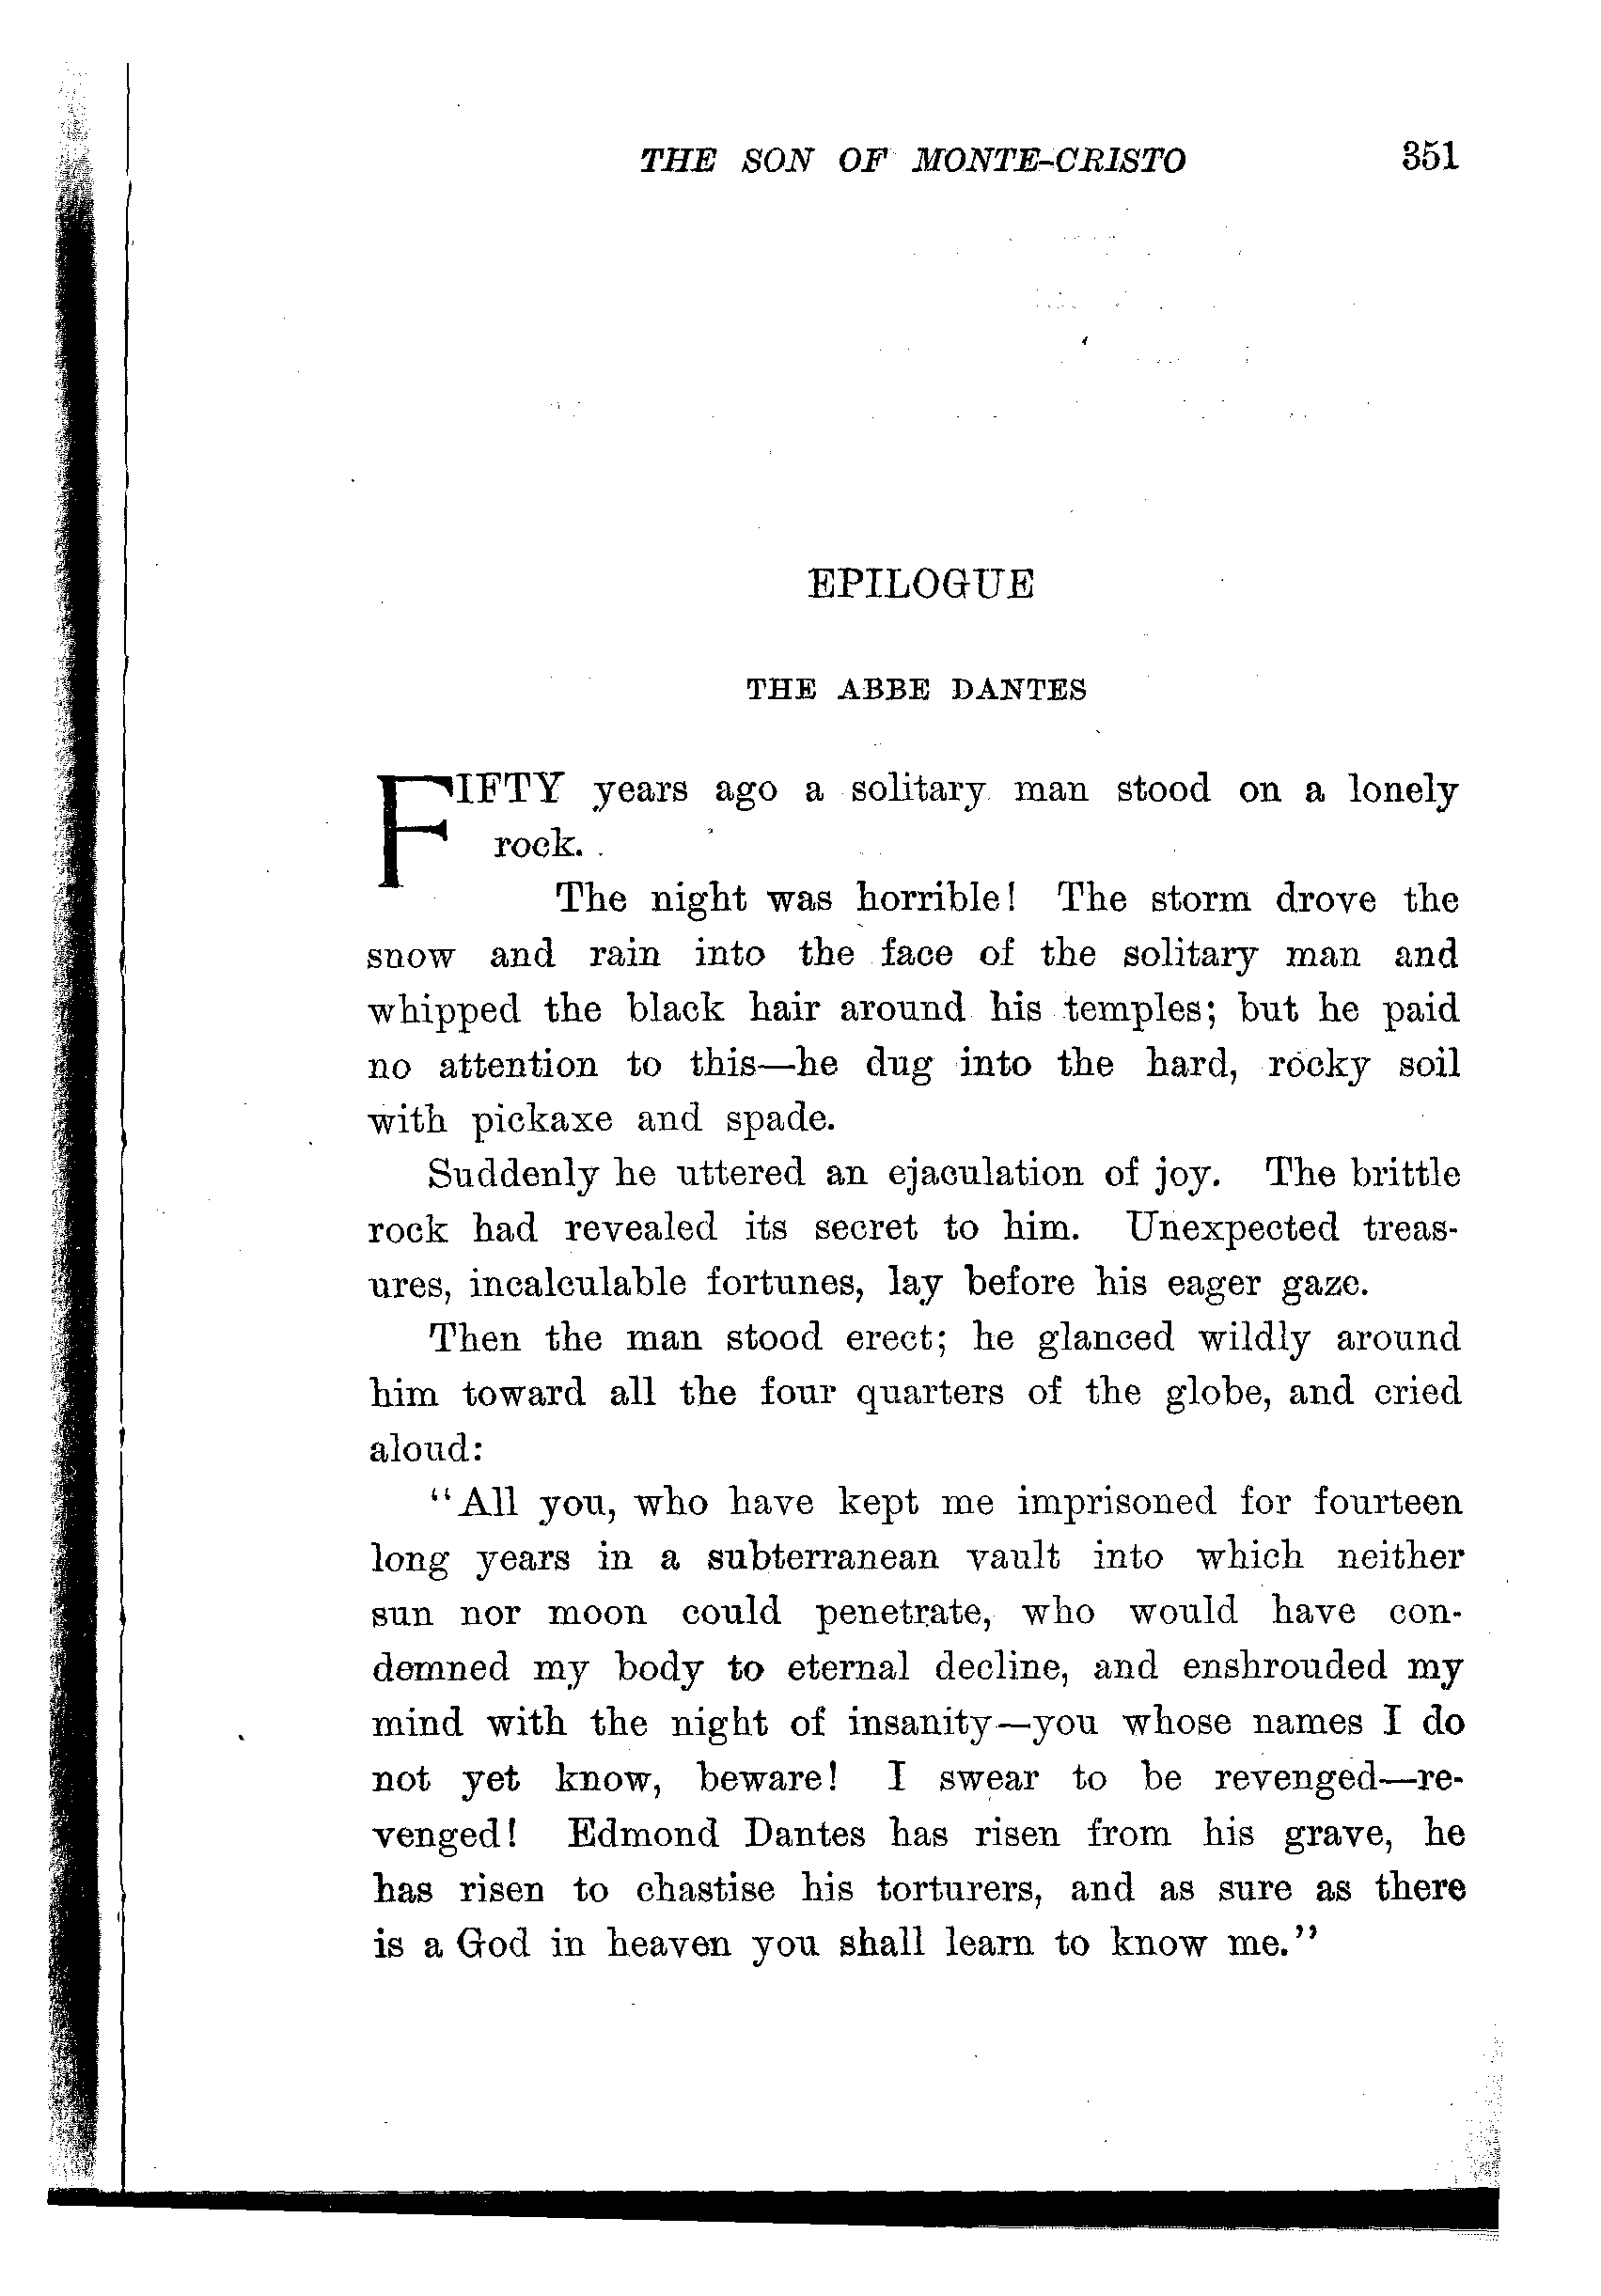 THE SON OF MONTE-CRISTO 351
EPILOGUE
THE ABBE DANTES
FIFTY years ago a solitary man stood on a lonely
rock.
The night was horrible! The storm drove the
snow and rain into the face of the solitary man and
whipped the black hair around his temples; but he paid
no attention to this—he dug into the hard, rocky soil
with pickaxe and spade.
Suddenly he uttered an ejaculation of joy. The brittle
rock had revealed its secret to him. Unexpected treas-
ures, incalculable fortunes, lay before his eager gaze.
Then the man stood erect; he glanced wildly around
him toward all the four quarters of the globe, and cried
aloud:
“All you, who have kept me imprisoned for fourteen
long years in a subterranean vault into which neither
sun nor moon could penetrate, who would have con-
demned my body to eternal decline, and enshrouded my
mind with the night of insanity—you whose names I do
not yet know, beware! I swear to be revenged—re-
venged! Edmond Dantes has risen from his grave, he
has risen to chastise his torturers, and as sure as there
is a God in heaven you shall learn to know me.”